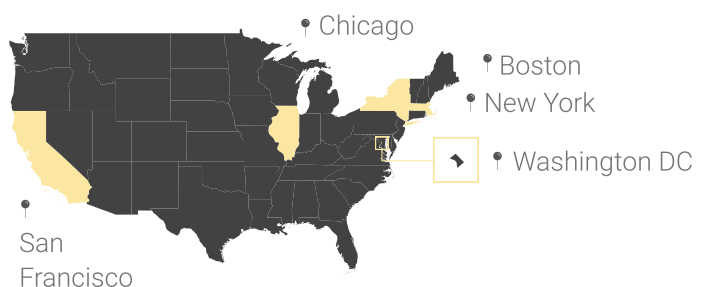 Chicago
Boston
New York
Washington DC
San
Francisco